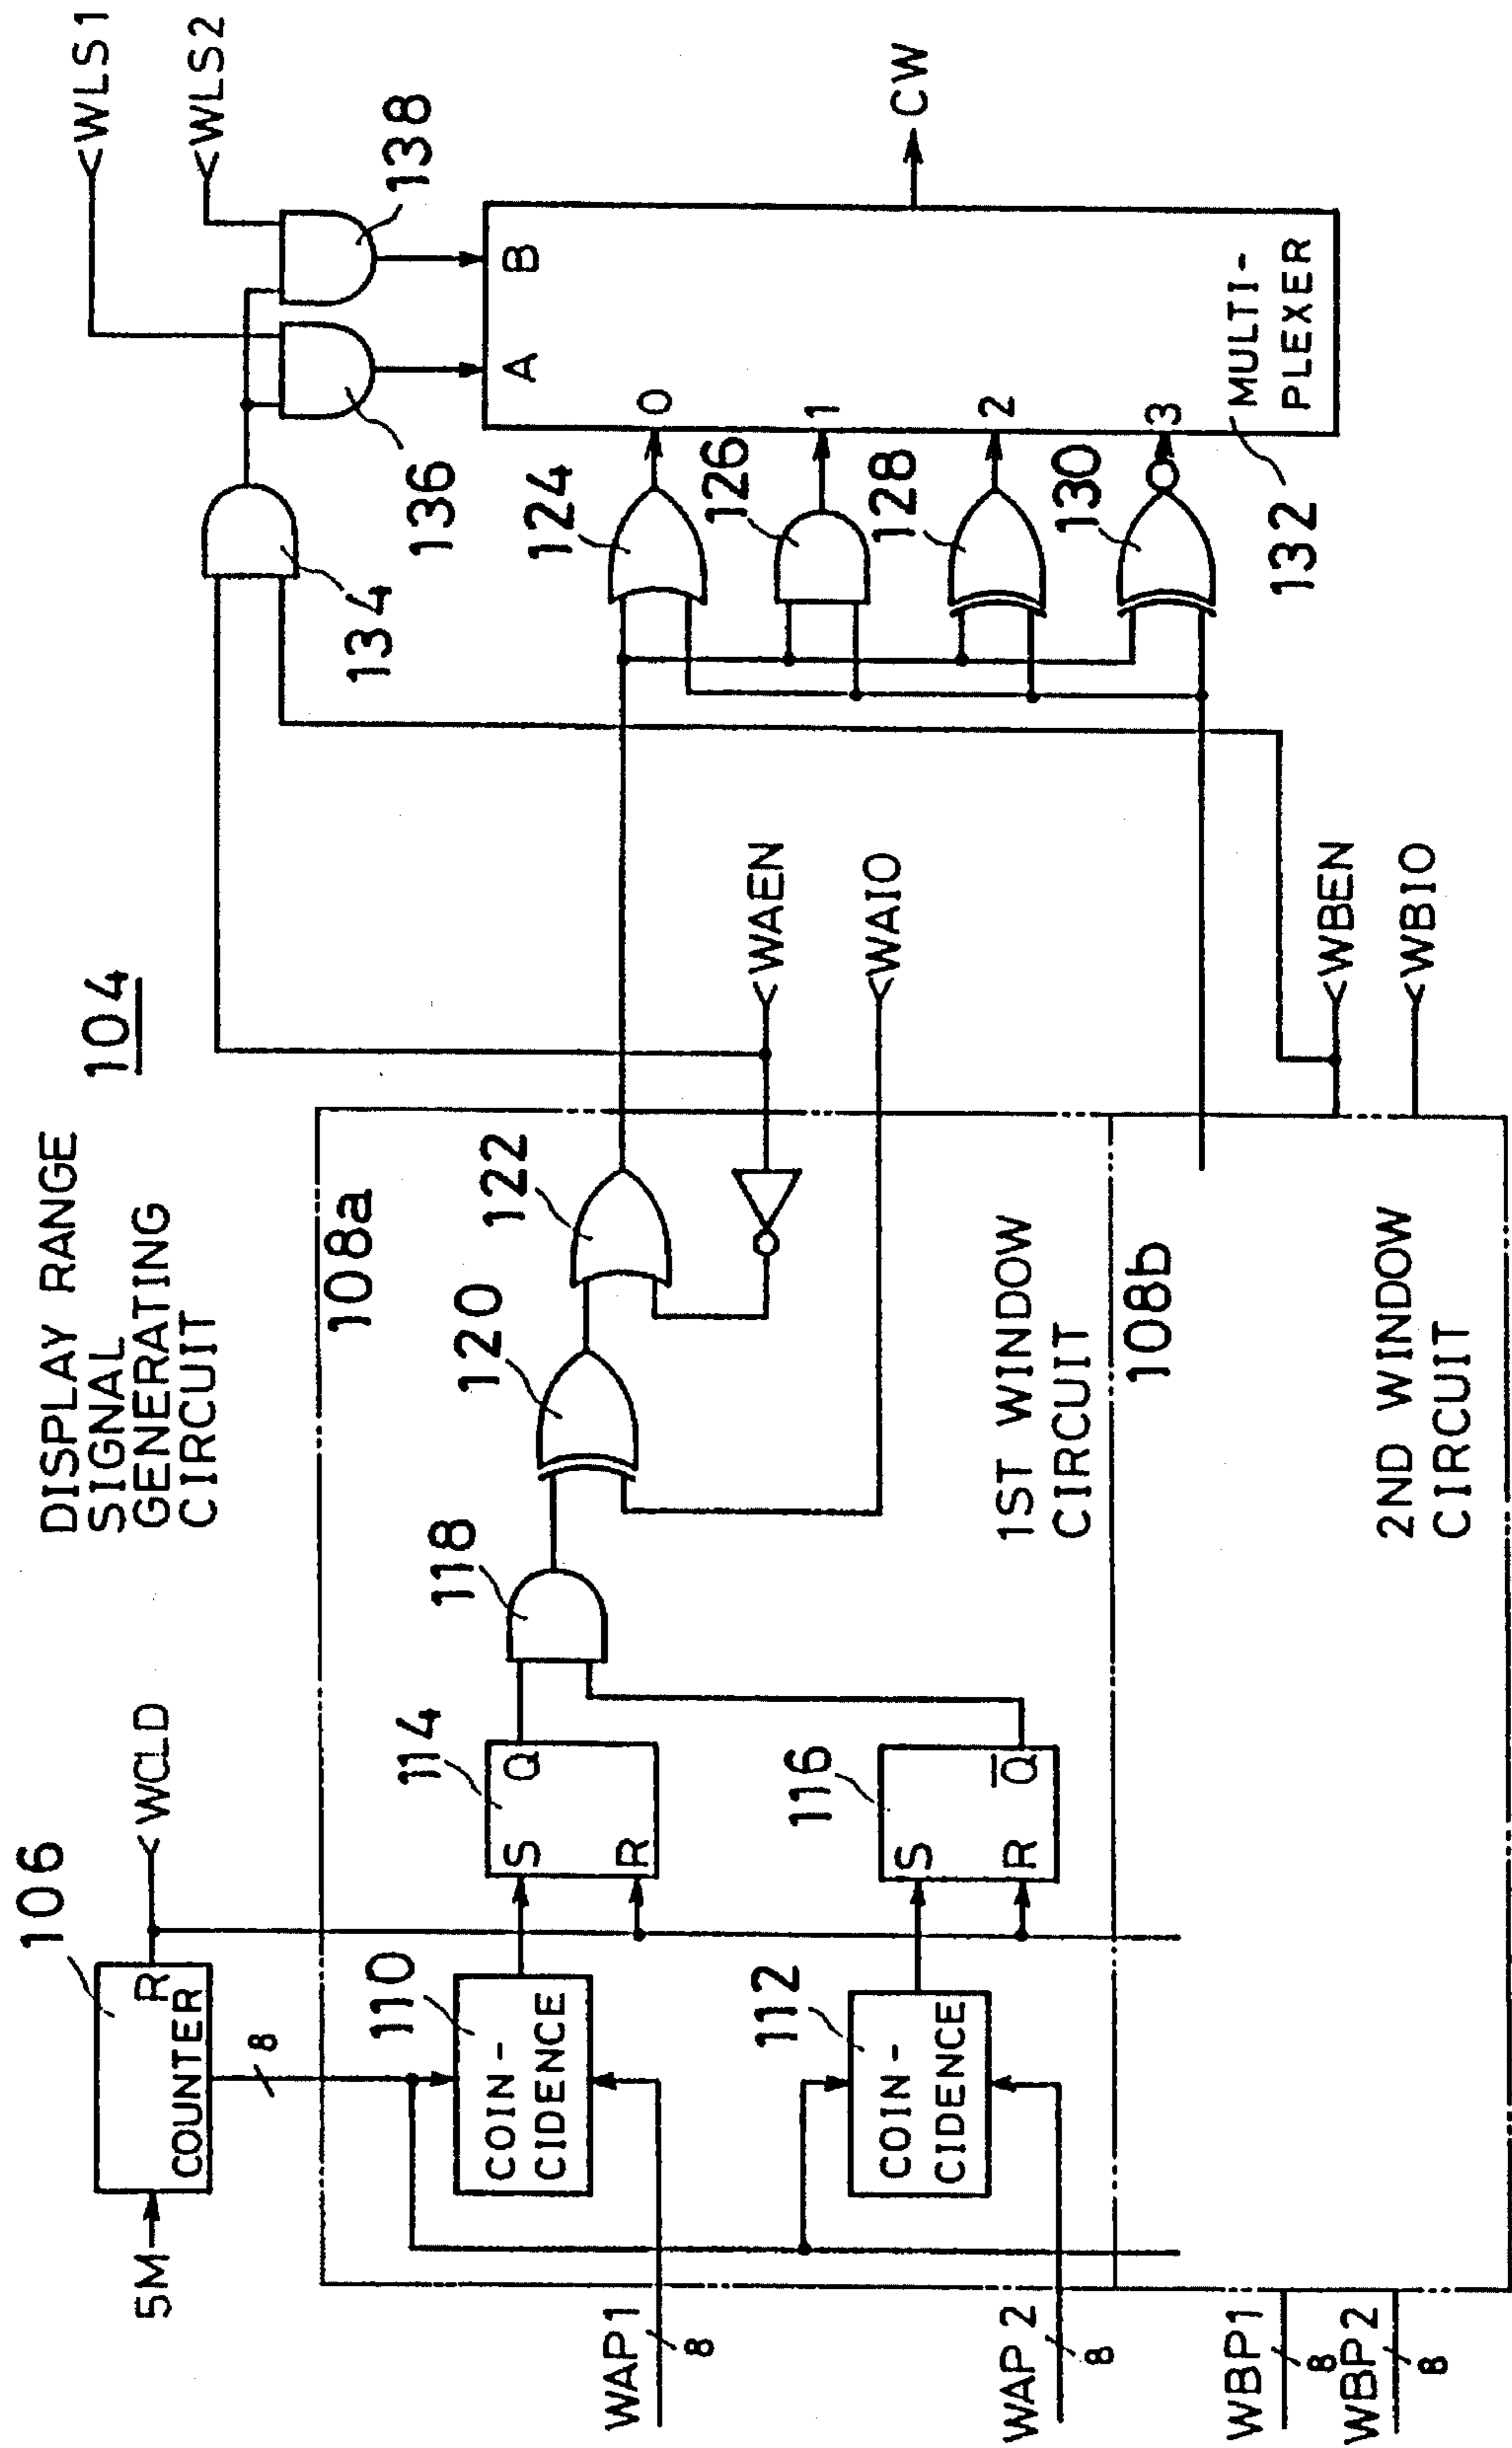 DISPLAY RANGE
SIGNAL
GENERATING
CIRCUIT
104
106
R
COUNTER
5M
8
<WCLD
108a
110
COIN-
CIDENCE
112
COIN-
CIDENCE
114
S
Q
R
116
S
Q̅
R
118
120
122
1ST WINDOW
CIRCUIT
108b
2ND WINDOW
CIRCUIT
WAP1
8
WAP2
8
WBP1
8
WBP2
8
<WAEN
<WAIO
<WBEN
<WBIO
134
136
138
<WLS1
<WLS2
124
126
128
130
132
A
B
0
1
2
3
MULTI-
PLEXER
CW